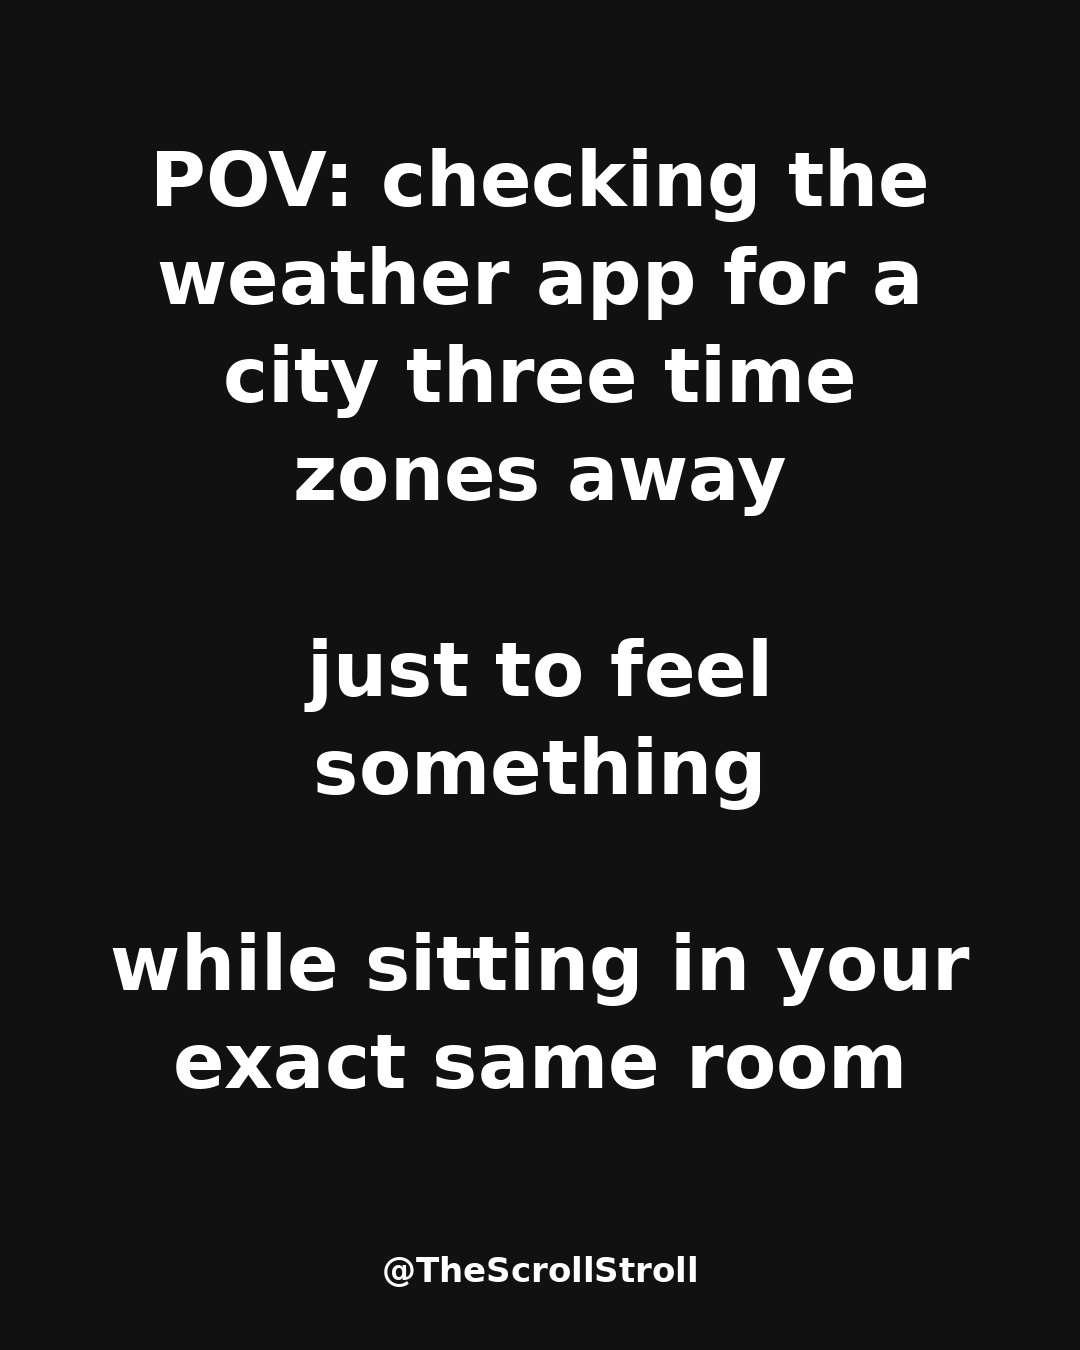 POV: checking the
weather app for a
city three time
zones away
just to feel
something
while sitting in your
exact same room
@TheScrollStroll